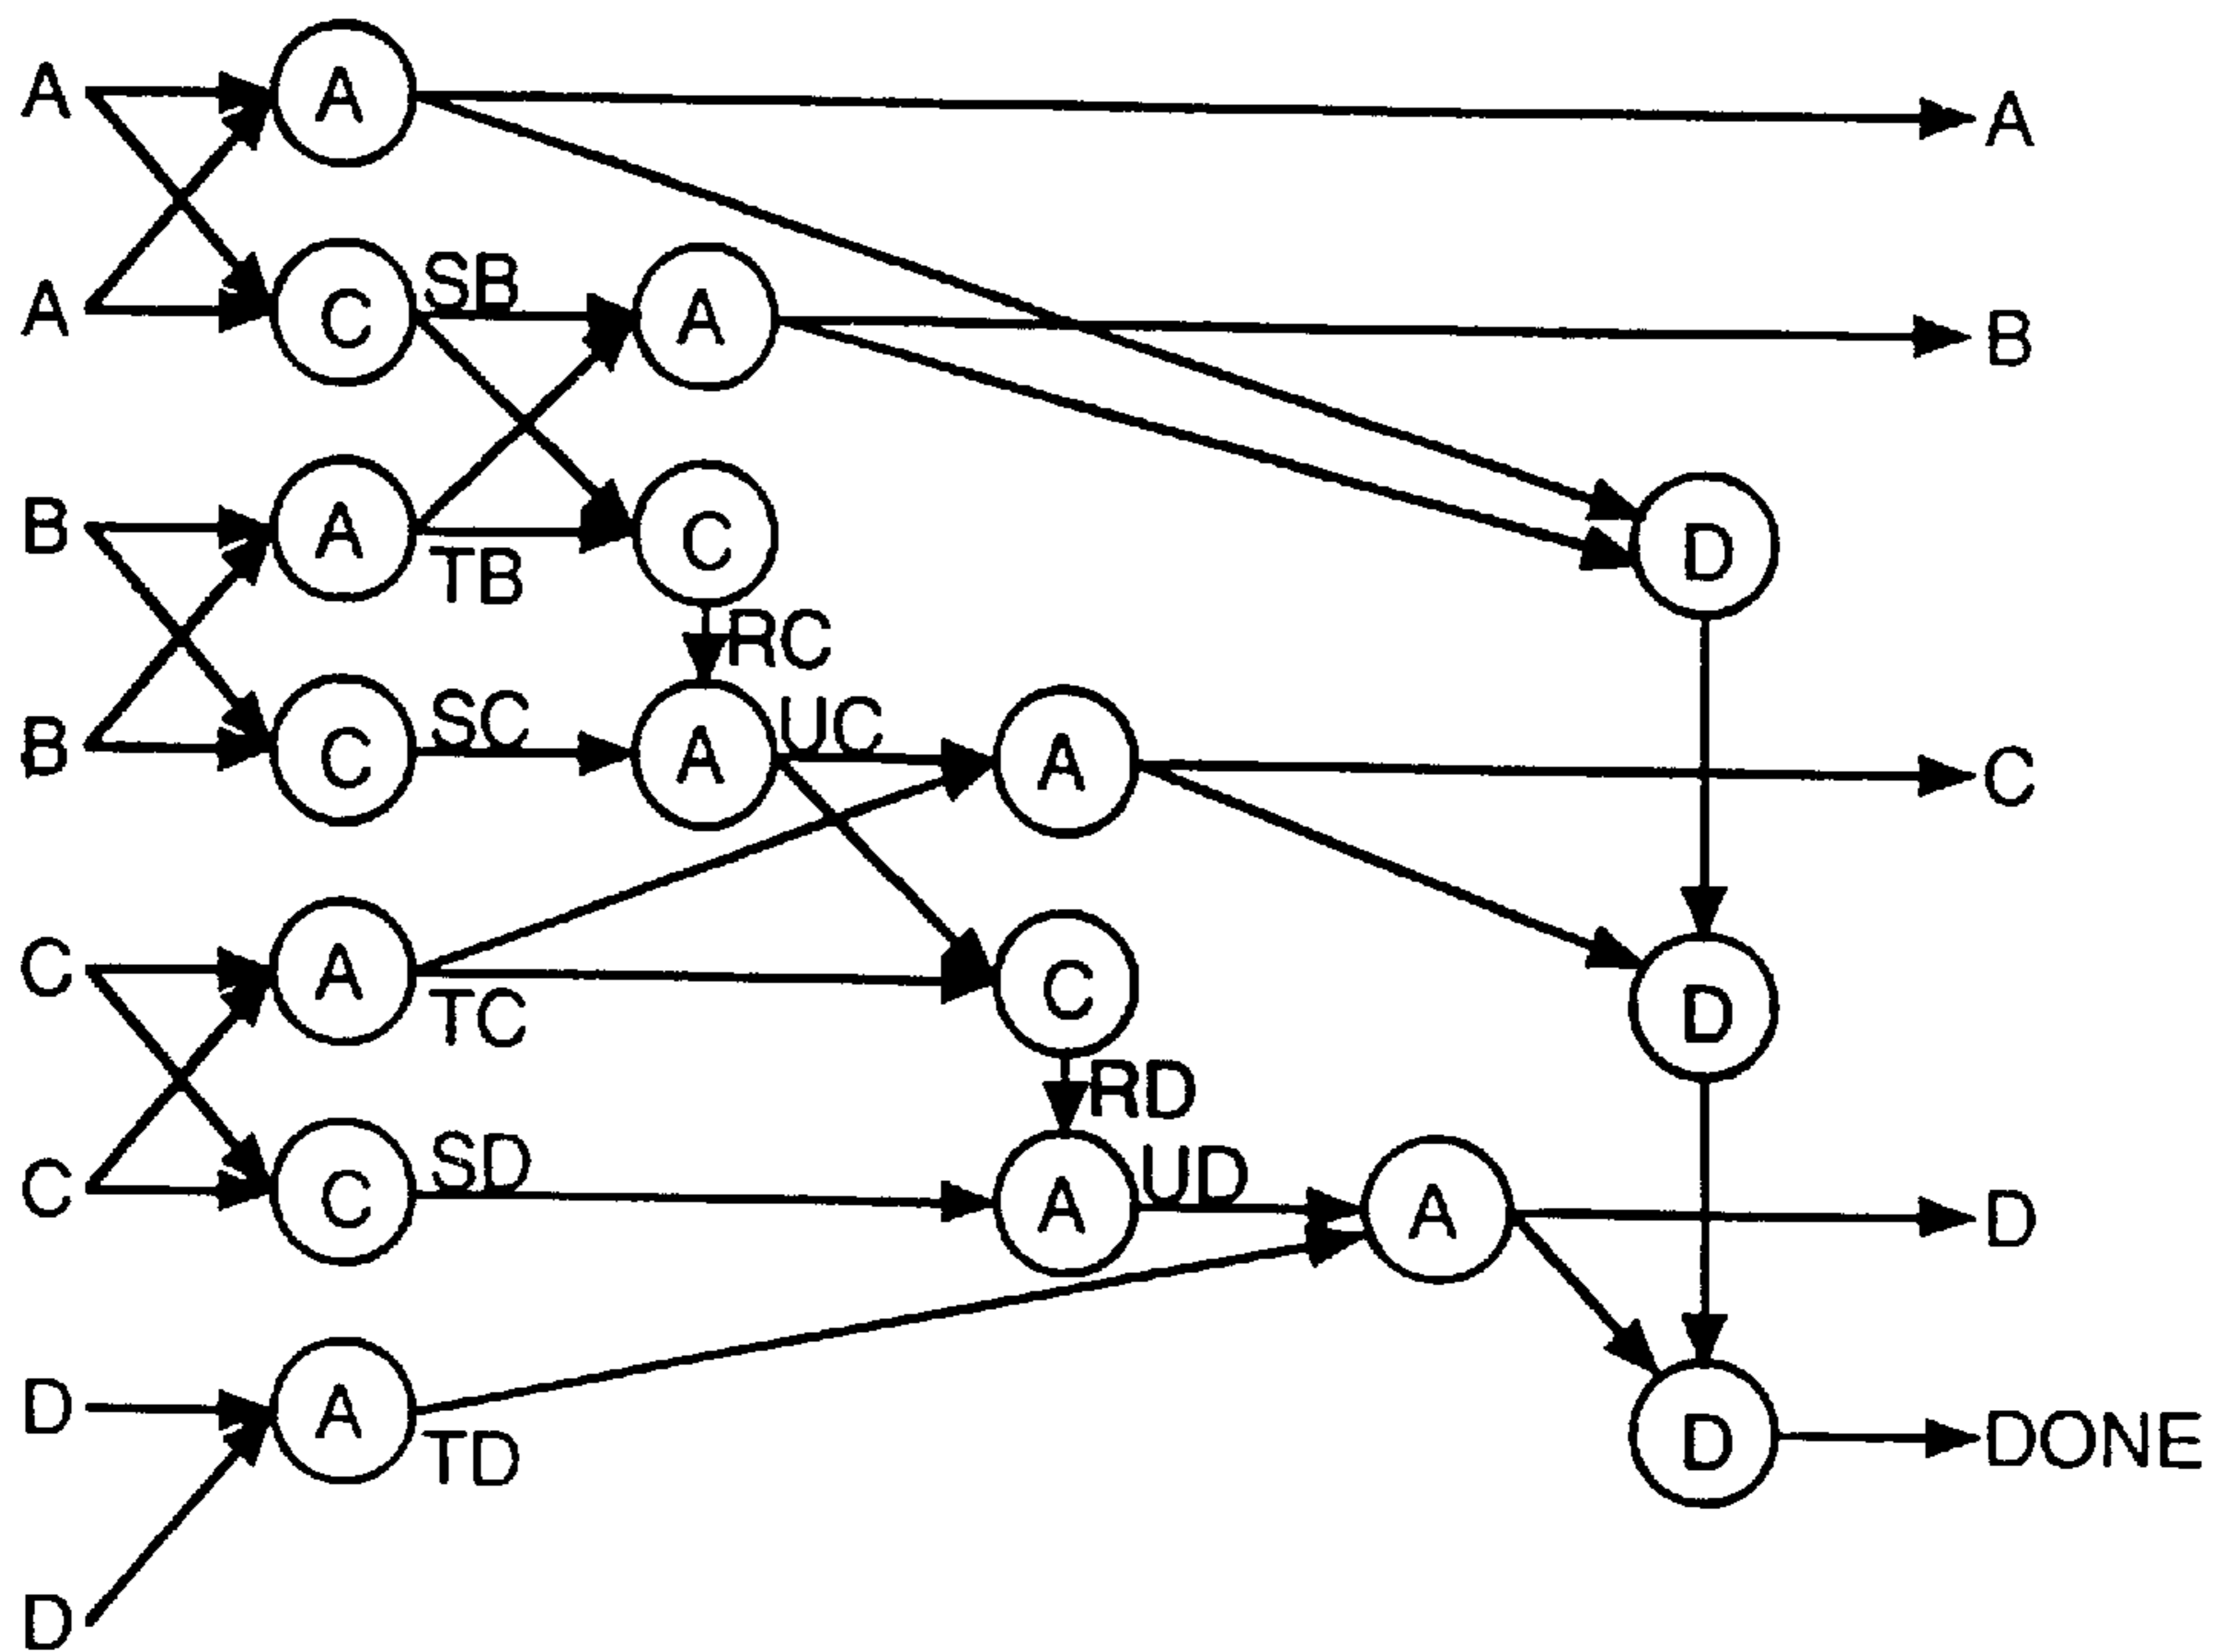 A A A
A C SB A B
B A TB C D
RC
B C SC A UC A C
C A TC C D
RD
C C SD A UD A D
D A TD D DONE
D